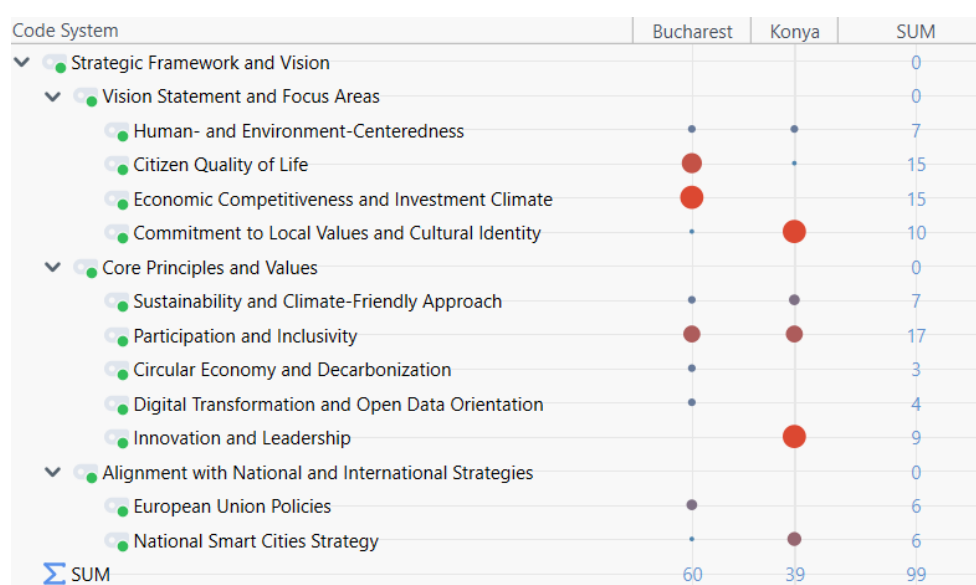 Code System Bucharest Konya SUM
Strategic Framework and Vision 0
Vision Statement and Focus Areas 0
Human- and Environment-Centeredness 7
Citizen Quality of Life 15
Economic Competitiveness and Investment Climate 15
Commitment to Local Values and Cultural Identity 10
Core Principles and Values 0
Sustainability and Climate-Friendly Approach 7
Participation and Inclusivity 17
Circular Economy and Decarbonization 3
Digital Transformation and Open Data Orientation 4
Innovation and Leadership 9
Alignment with National and International Strategies 0
European Union Policies 6
National Smart Cities Strategy 6
Σ SUM 60 39 99